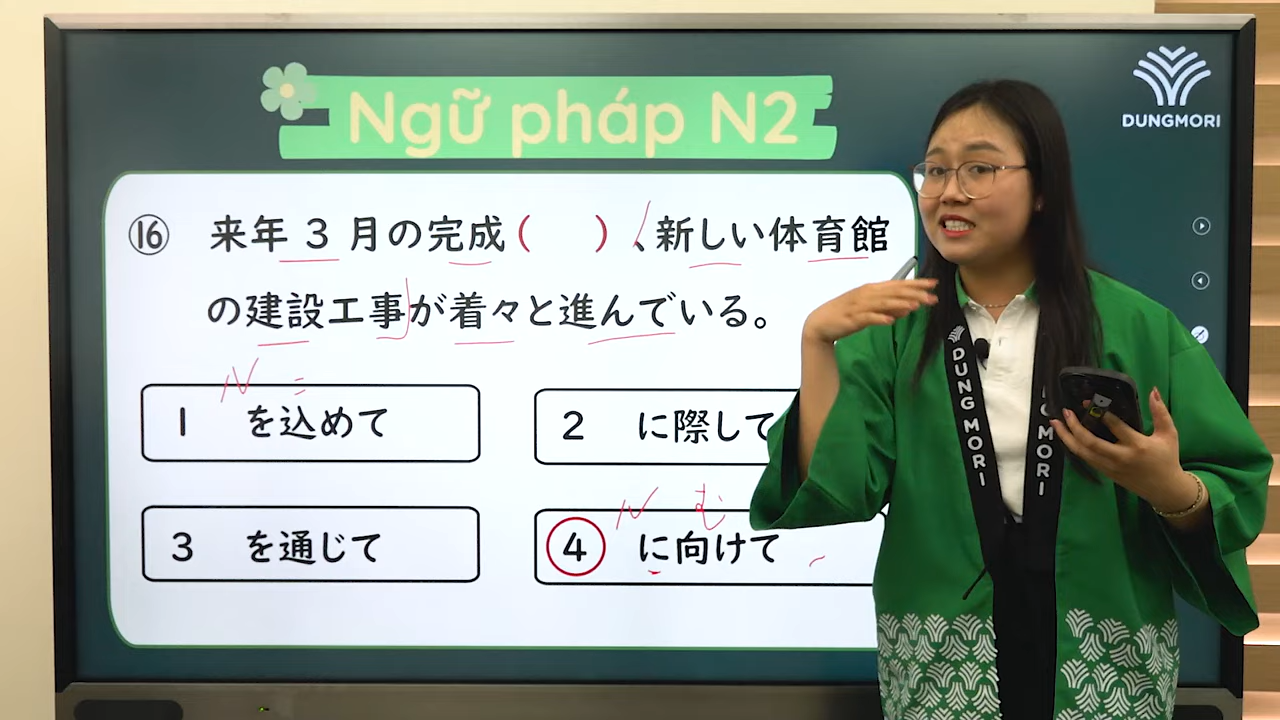 Ngữ pháp N2
DUNGMORI
⑯ 来年3月の完成( )、新しい体育館
の建設工事が着々と進んでいる。
N こ
1 を込めて
2 に際して
3 を通じて
N む
④ に向けて
DUNG MORI
MORI